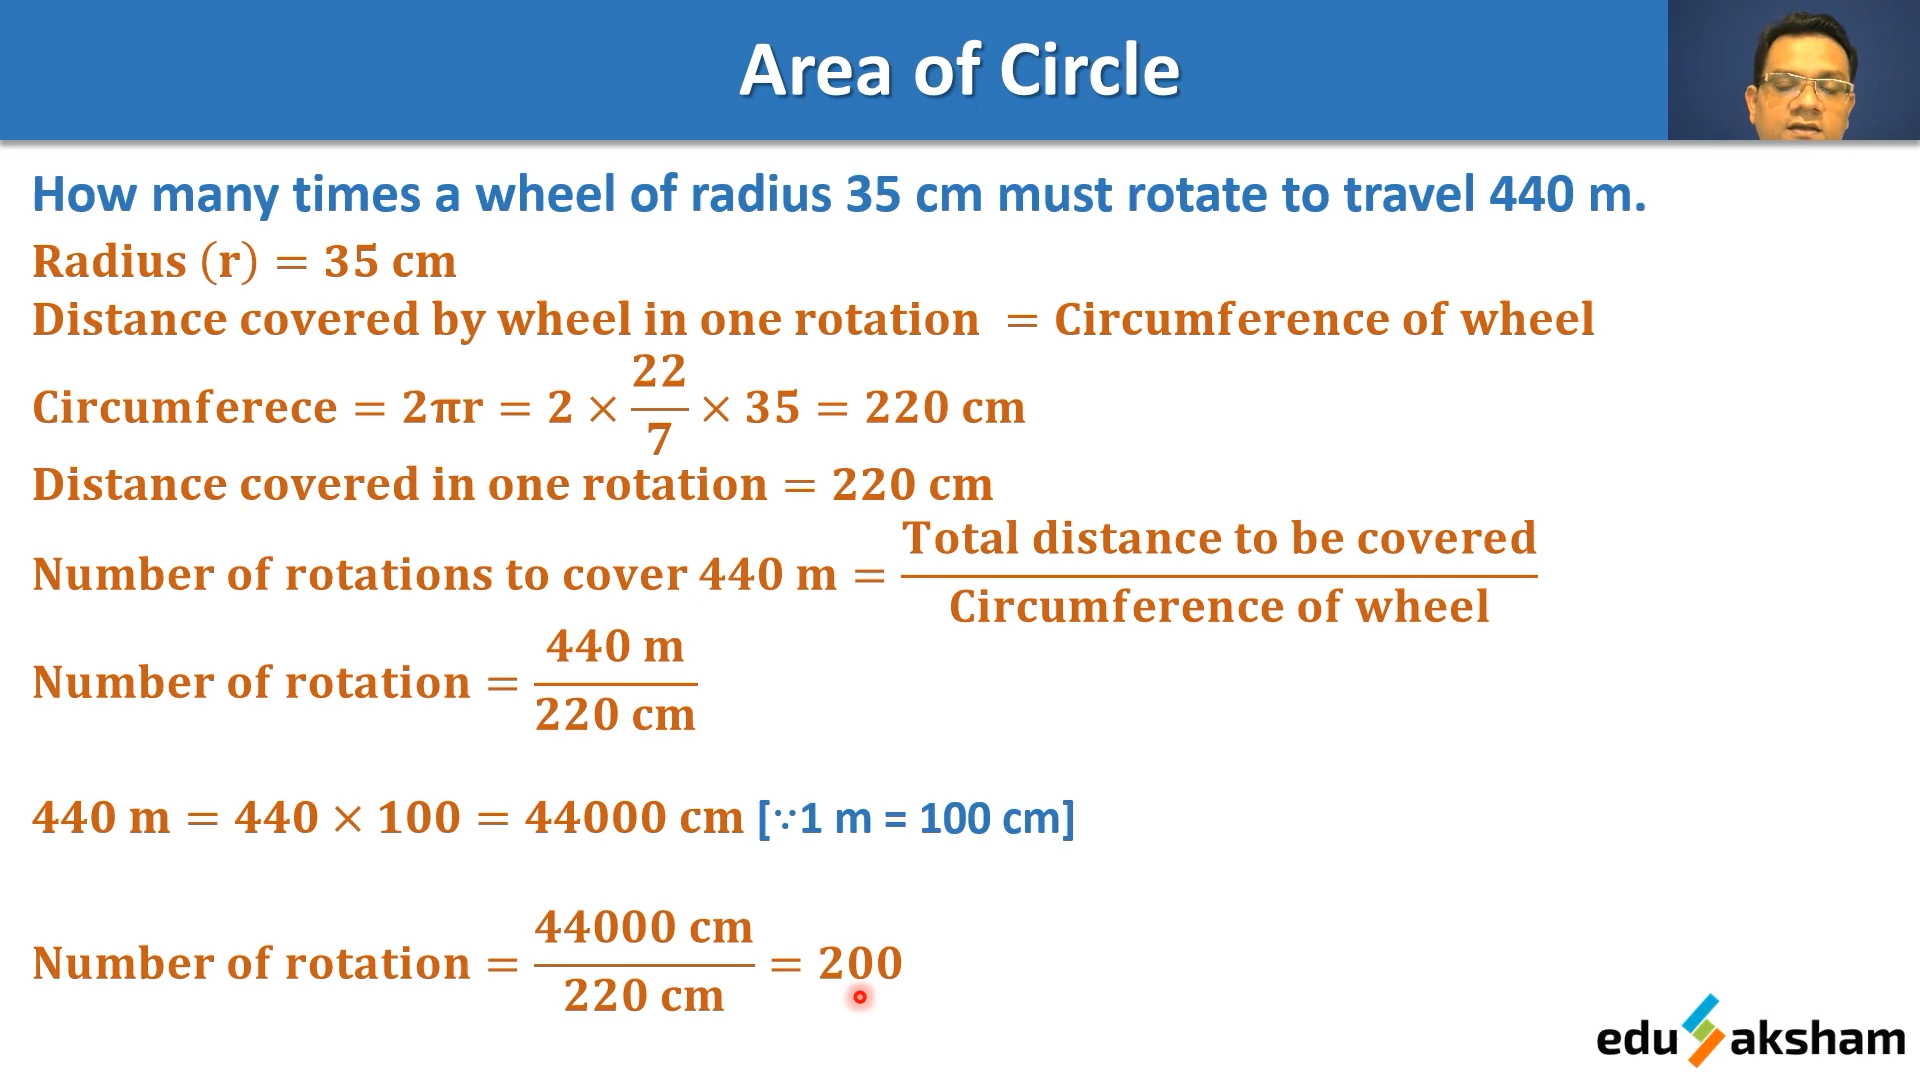 Area of Circle
How many times a wheel of radius 35 cm must rotate to travel 440 m.
Radius (r) = 35 cm
Distance covered by wheel in one rotation = Circumference of wheel
Circumferece = 2πr = 2 × 22/7 × 35 = 220 cm
Distance covered in one rotation = 220 cm
Number of rotations to cover 440 m = Total distance to be covered / Circumference of wheel
Number of rotation = 440 m / 220 cm
440 m = 440 × 100 = 44000 cm [∵1 m = 100 cm]
Number of rotation = 44000 cm / 220 cm = 200
edu aksham